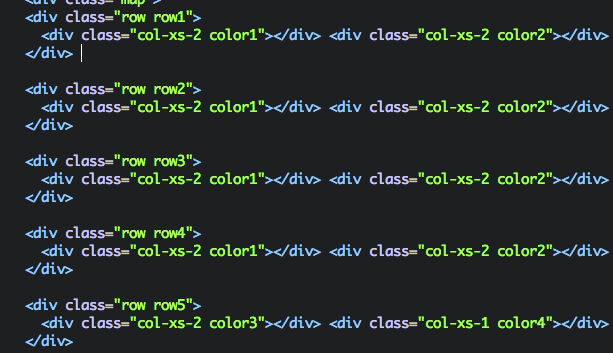 <div class="map">
<div class="row row1">
<div class="col-xs-2 color1"></div> <div class="col-xs-2 color2"></div>
</div>
<div class="row row2">
<div class="col-xs-2 color1"></div> <div class="col-xs-2 color2"></div>
</div>
<div class="row row3">
<div class="col-xs-2 color1"></div> <div class="col-xs-2 color2"></div>
</div>
<div class="row row4">
<div class="col-xs-2 color1"></div> <div class="col-xs-2 color2"></div>
</div>
<div class="row row5">
<div class="col-xs-2 color3"></div> <div class="col-xs-1 color4"></div>
</div>